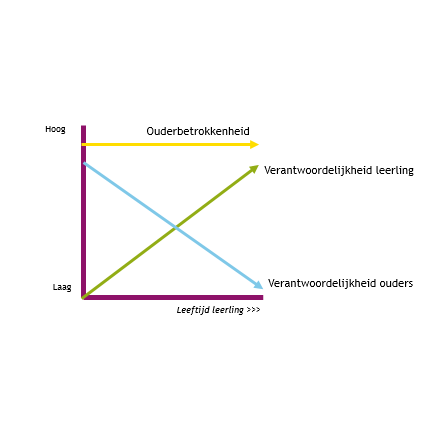 Hoog
Ouderbetrokkenheid
Verantwoordelijkheid leerling
Laag
Verantwoordelijkheid ouders
Leeftijd leerling >>>